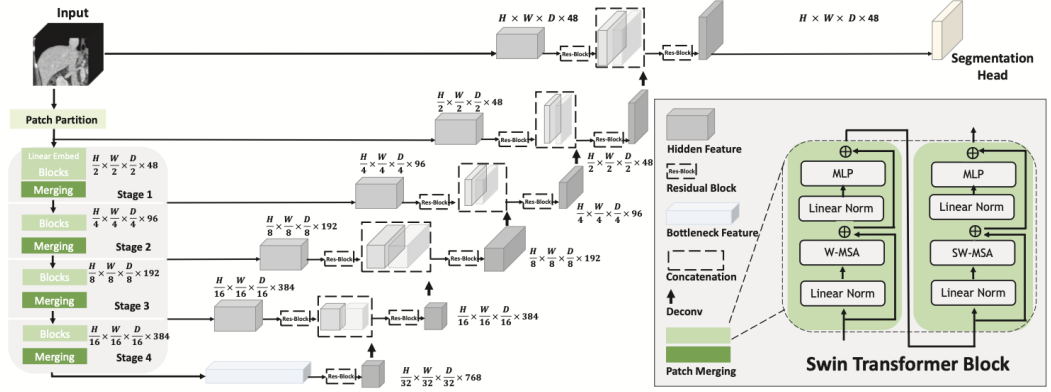 Input
H × W × D × 48
Res-Block
Res-Block
H × W × D × 48
Segmentation
Head
Patch Partition
H/2 × W/2 × D/2 × 48
Res-Block
Res-Block
H/2 × W/2 × D/2 × 48
Linear Embed
Blocks
H/2 × W/2 × D/2 × 48
Merging
Stage 1
H/4 × W/4 × D/4 × 96
Res-Block
Res-Block
H/4 × W/4 × D/4 × 96
Blocks
H/4 × W/4 × D/4 × 96
Merging
Stage 2
H/8 × W/8 × D/8 × 192
Res-Block
Res-Block
H/8 × W/8 × D/8 × 192
Blocks
H/8 × W/8 × D/8 × 192
Merging
Stage 3
H/16 × W/16 × D/16 × 384
Res-Block
Res-Block
H/16 × W/16 × D/16 × 384
Blocks
H/16 × W/16 × D/16 × 384
Merging
Stage 4
Res-Block
H/32 × W/32 × D/32 × 768
Hidden Feature
Res-Block
Residual Block
Bottleneck Feature
Concatenation
Deconv
Patch Merging
MLP
Linear Norm
W-MSA
Linear Norm
MLP
Linear Norm
SW-MSA
Linear Norm
Swin Transformer Block